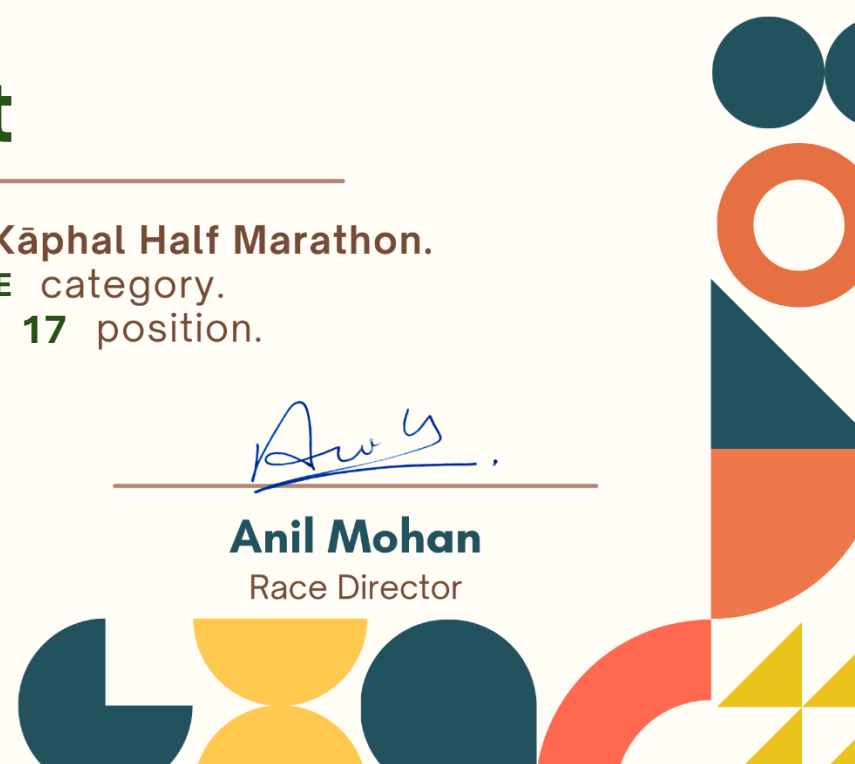 t
Kāphal Half Marathon.
E category.
17 position.
Anil Mohan
Race Director